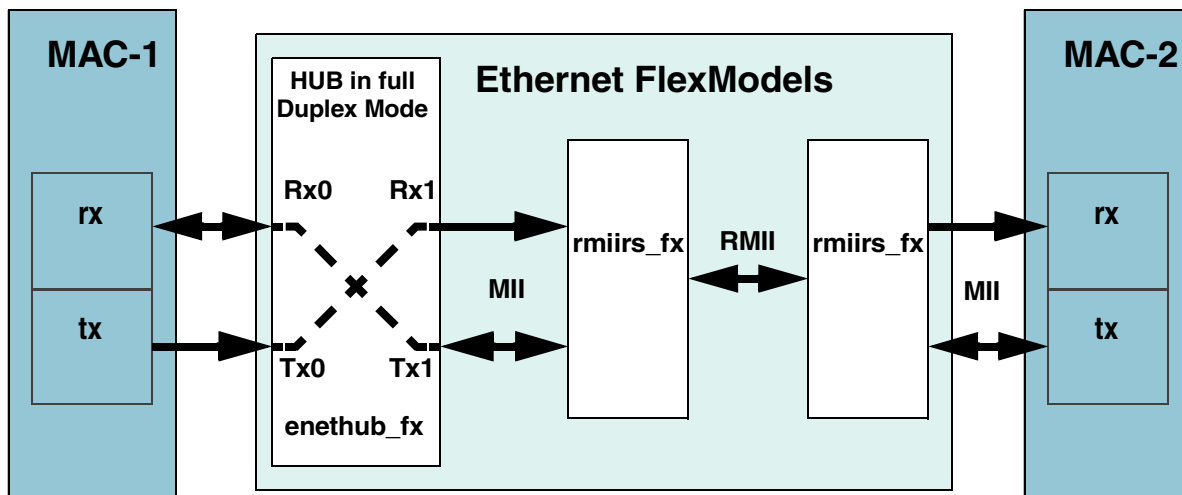 MAC-1
rx
tx
HUB in full
Duplex Mode
Rx0
Rx1
Tx0
Tx1
enethub_fx
Ethernet FlexModels
MII
rmiirs_fx
RMII
rmiirs_fx
MII
MAC-2
rx
tx